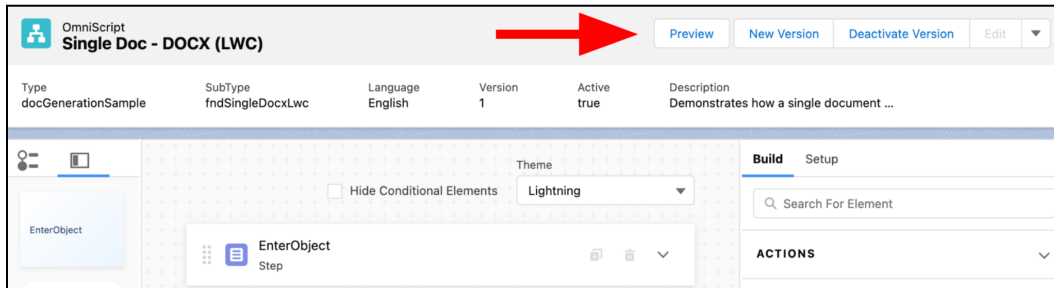 OmniScript
Single Doc - DOCX (LWC)
Preview New Version Deactivate Version Edit
Type SubType Language Version Active Description
docGenerationSample fndSingleDocxLwc English 1 true Demonstrates how a single document ...
Theme
Hide Conditional Elements Lightning
Build Setup
Search For Element
EnterObject
EnterObject
Step
ACTIONS